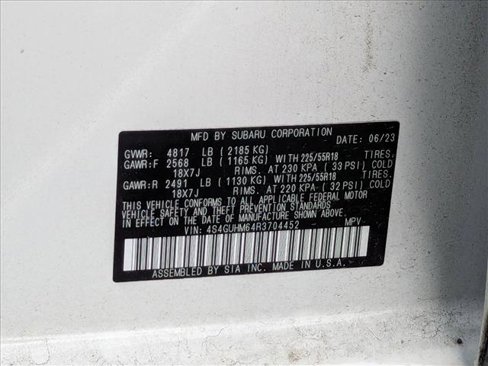 MFD BY SUBARU CORPORATION DATE: 06/23
GVWR: 4817 LB ( 2185 KG)
GAWR:F 2568 LB ( 1165 KG) WITH 225/55R18 TIRES.
18X7J RIMS. AT 230 KPA ( 33 PSI) COLD
GAWR:R 2491 LB ( 1130 KG) WITH 225/55R18 TIRES.
18X7J RIMS. AT 220 KPA ( 32 PSI) COLD
THIS VEHICLE CONFORMS TO ALL APPLICABLE FEDERAL MOTOR
VEHICLE SAFETY AND THEFT PREVENTION STANDARDS
IN EFFECT ON THE DATE OF MANUFACTURE SHOWN ABOVE.
VIN: 4S4GUHM64R3704452 MPV
ASSEMBLED BY SIA INC. MADE IN U.S.A.